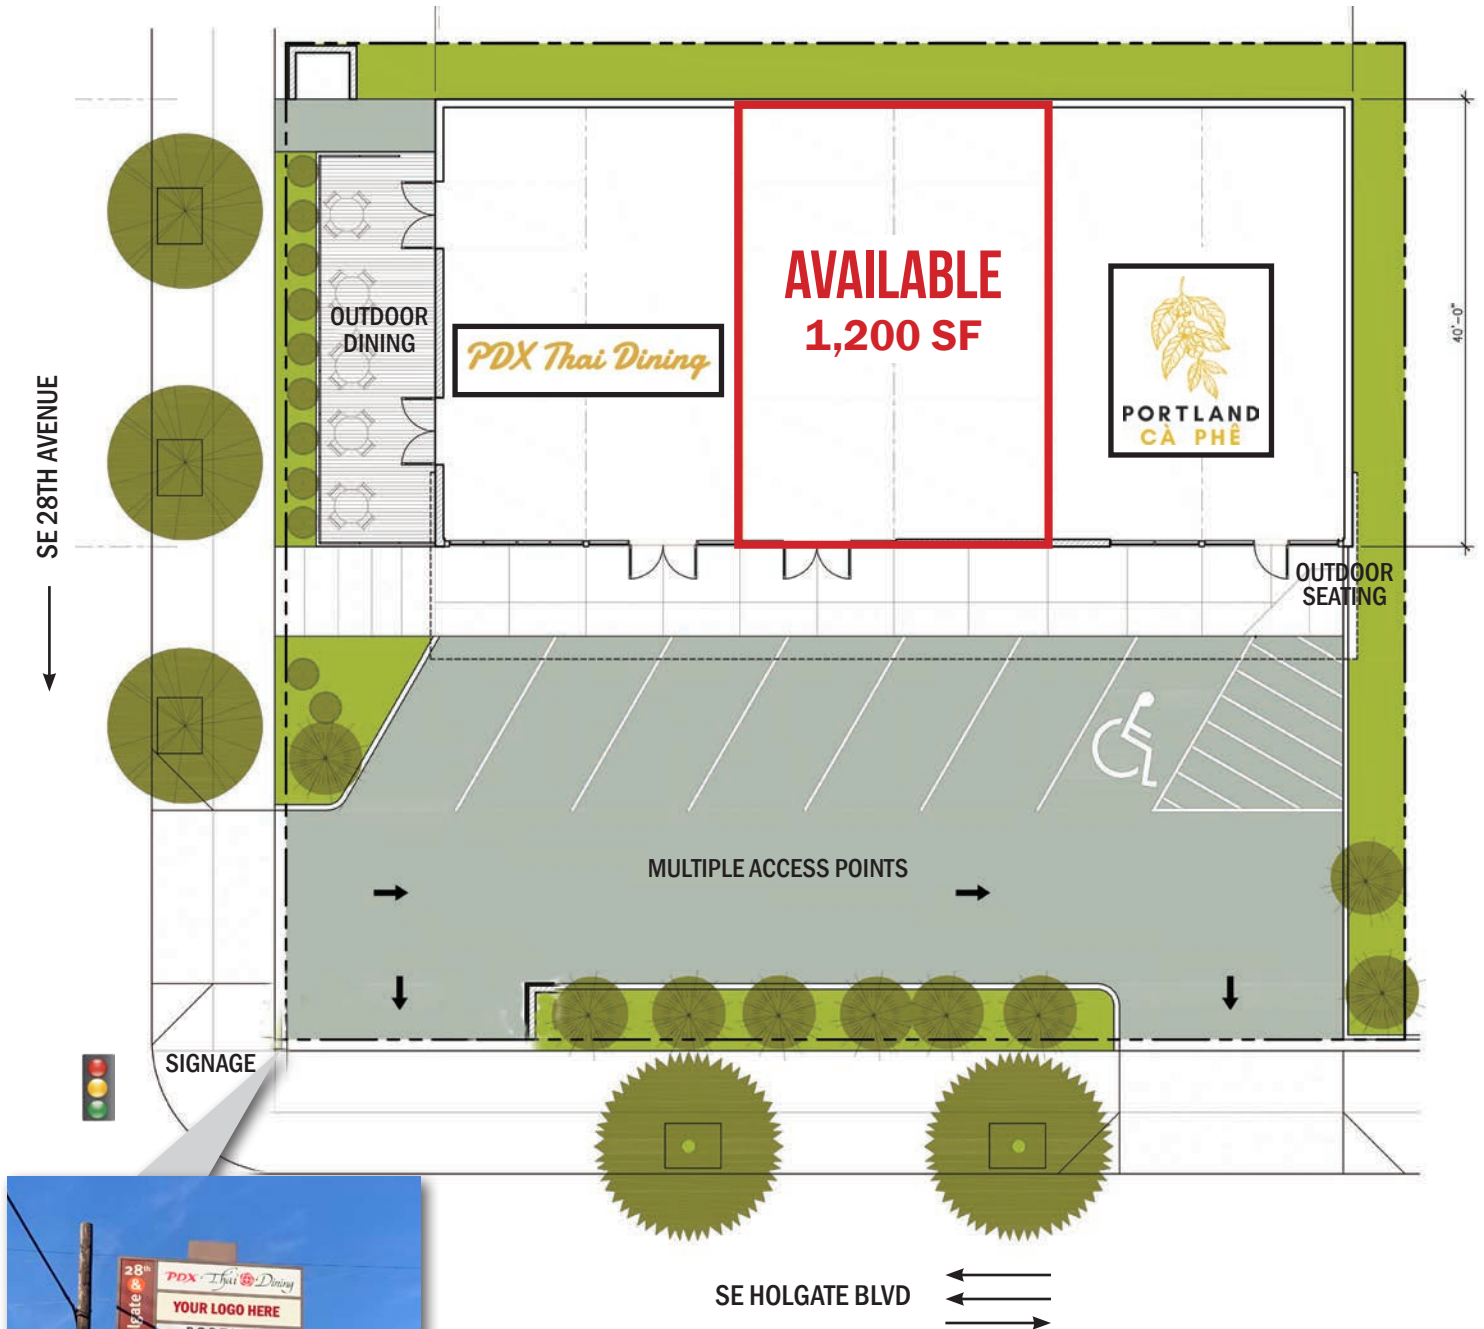 AVAILABLE
1,200 SF
OUTDOOR
DINING
PDX Thai Dining
PORTLAND
CÀ PHÊ
40'-0"
SE 28TH AVENUE
OUTDOOR
SEATING
MULTIPLE ACCESS POINTS
SIGNAGE
28th
&
PDX Thai Dining
YOUR LOGO HERE
SE HOLGATE BLVD